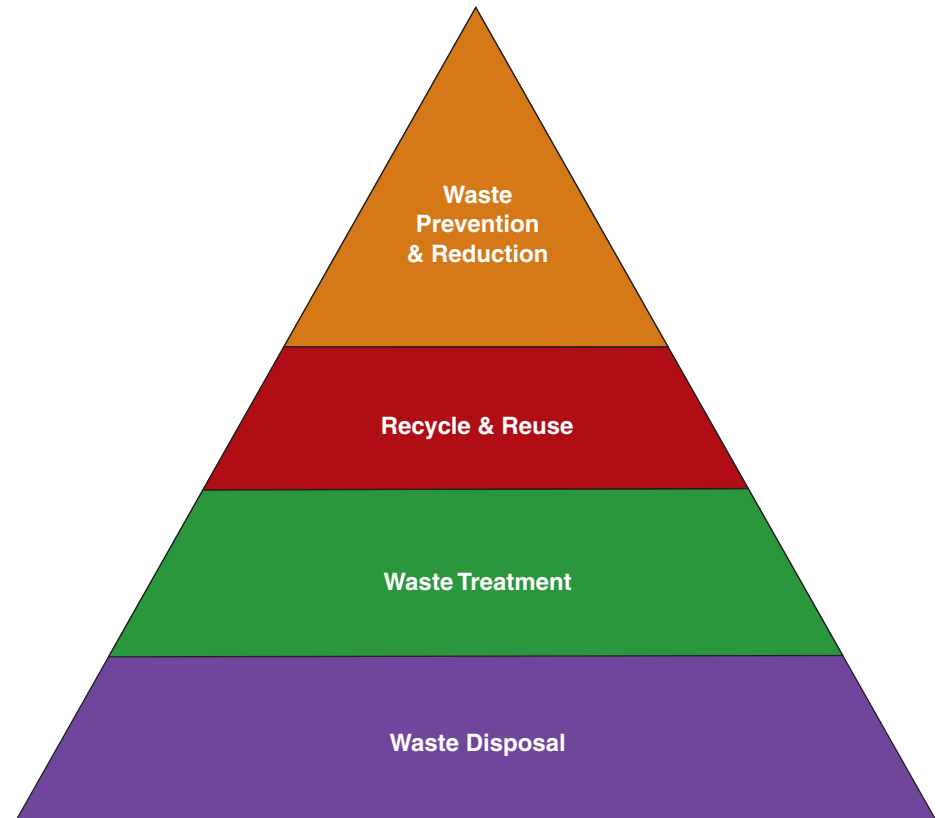 Waste
Prevention
& Reduction
Recycle & Reuse
Waste Treatment
Waste Disposal